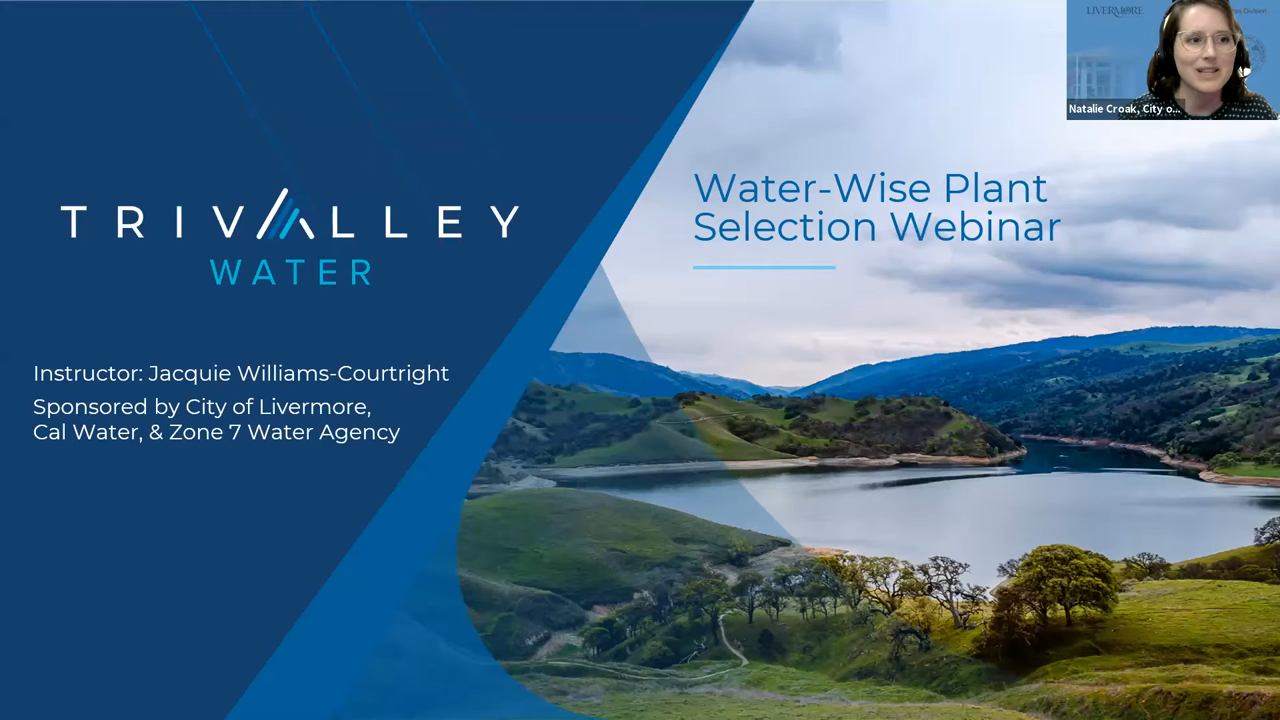 TRIVALLEY
WATER
Instructor: Jacquie Williams-Courtright
Sponsored by City of Livermore,
Cal Water, & Zone 7 Water Agency
Water-Wise Plant
Selection Webinar
LIVERMORE
Division
Natalie Croak, City o...